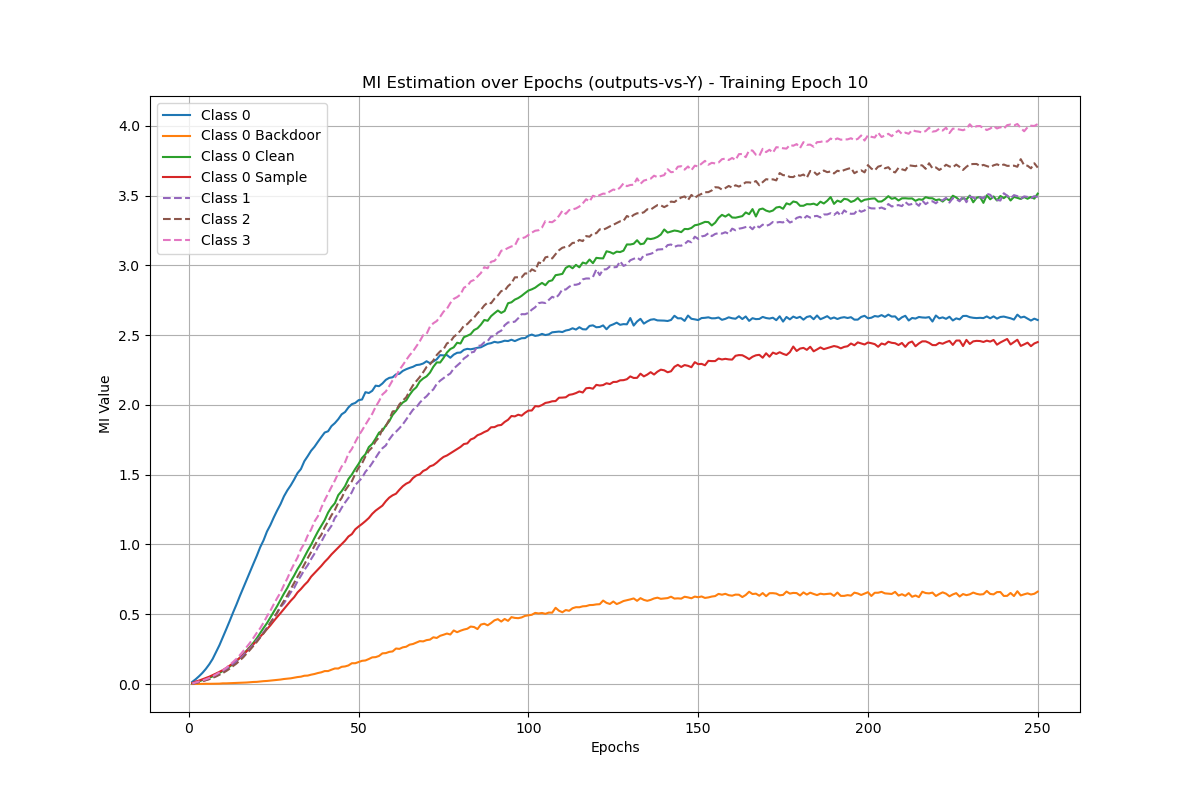 MI Estimation over Epochs (outputs-vs-Y) - Training Epoch 10
Class 0
Class 0 Backdoor
Class 0 Clean
Class 0 Sample
Class 1
Class 2
Class 3
MI Value
4.0
3.5
3.0
2.5
2.0
1.5
1.0
0.5
0.0
0
50
100
150
200
250
Epochs